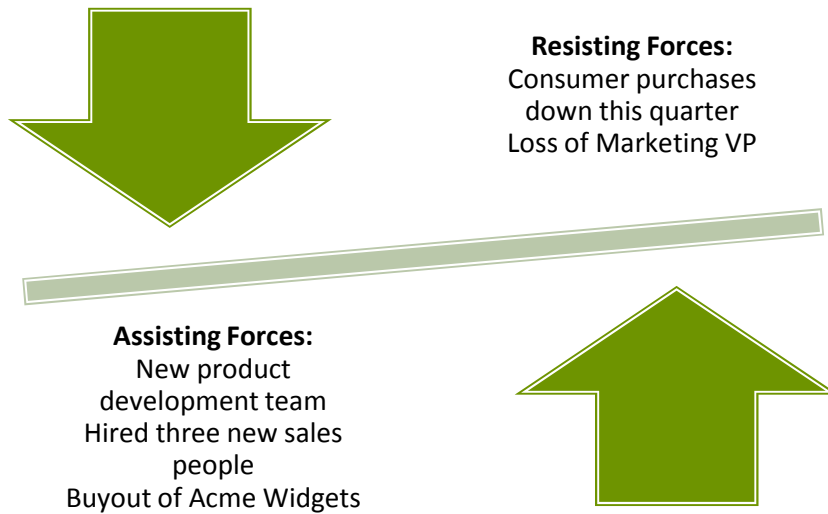 Resisting Forces:
Consumer purchases
down this quarter
Loss of Marketing VP
Assisting Forces:
New product
development team
Hired three new sales
people
Buyout of Acme Widgets